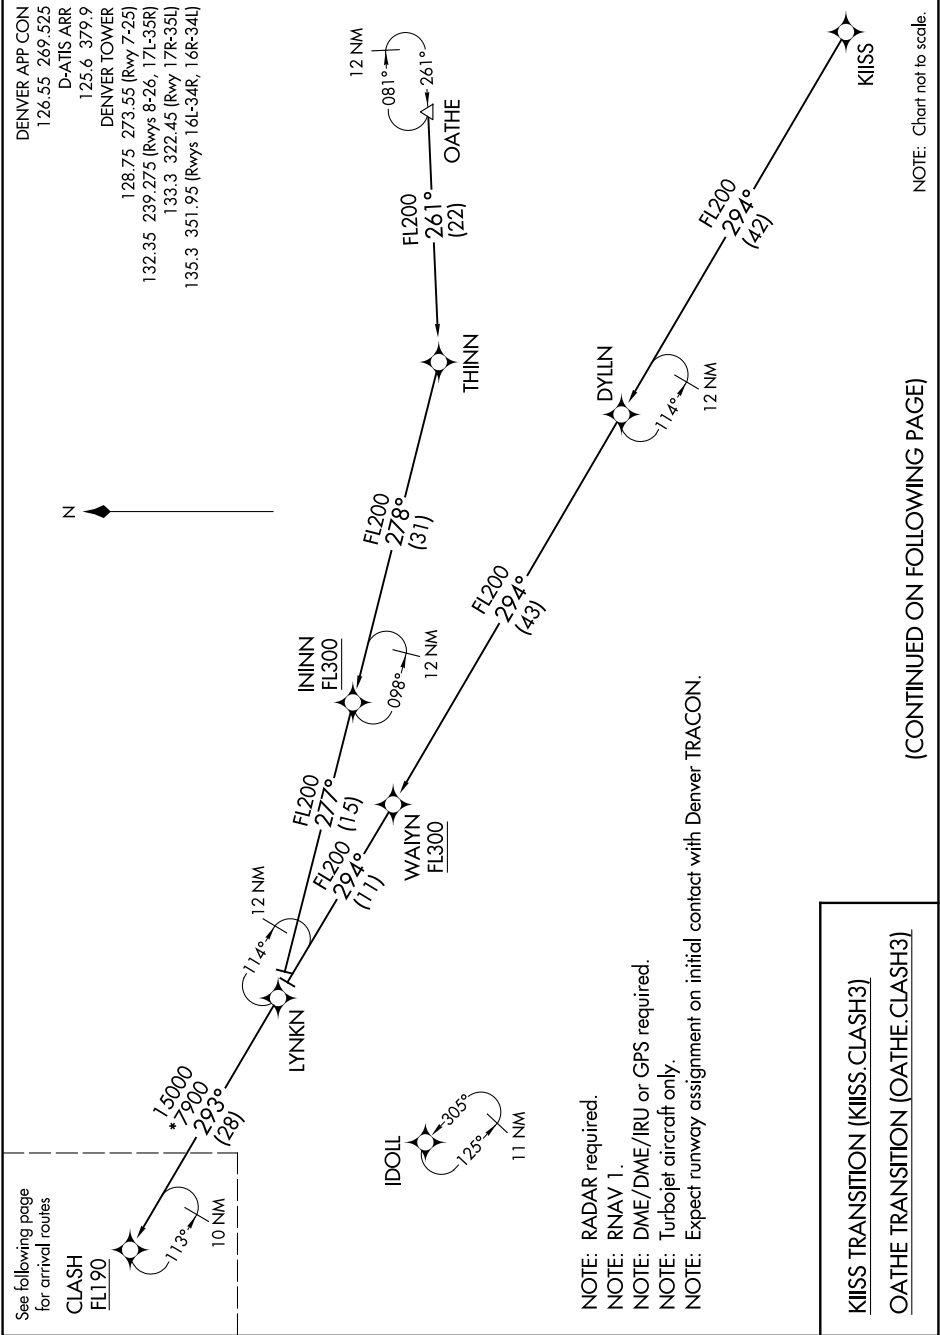 DENVER APP CON
126.55 269.525
D-ATIS ARR
125.6 379.9
DENVER TOWER
128.75 273.55 (Rwy 7-25)
132.35 239.275 (Rwys 8-26, 17L-35R)
133.3 322.45 (Rwy 17R-35L)
135.3 351.95 (Rwys 16L-34R, 16R-34L)
See following page
for arrival routes
CLASH
FL190
113°
10 NM
15000
*7900
293°
(28)
LYNKN
114°
12 NM
FL200
277°
(15)
FL200
294°
(11)
ININN
FL300
098°
12 NM
WAIYN
FL300
N
FL200
278°
(31)
THINN
FL200
261°
(22)
OATHE
081°
261°
12 NM
FL200
294°
(43)
DYLLN
114°
12 NM
FL200
294°
(42)
KIISS
IDOLL
305°
125°
11 NM
NOTE: RADAR required.
NOTE: RNAV 1.
NOTE: DME/DME/IRU or GPS required.
NOTE: Turbojet aircraft only.
NOTE: Expect runway assignment on initial contact with Denver TRACON.
KIISS TRANSITION (KIISS.CLASH3)
OATHE TRANSITION (OATHE.CLASH3)
(CONTINUED ON FOLLOWING PAGE)
NOTE: Chart not to scale.